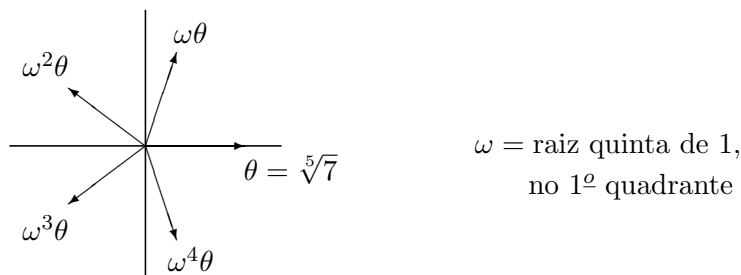 ωθ
ω²θ
θ = ⁵√7
ω³θ
ω⁴θ
ω = raiz quinta de 1,
no 1º quadrante